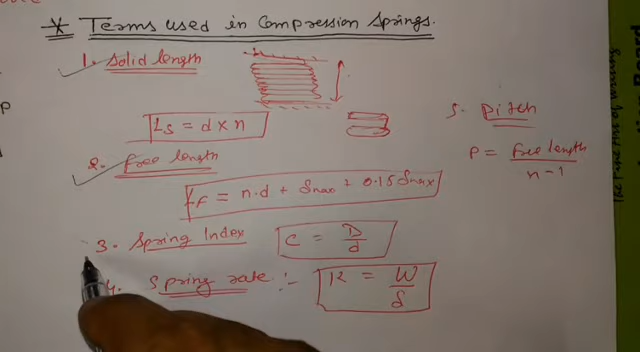 * Terms used in Compression Springs.
1. Solid length
Ls = d x n
2. Free length
LF = n.d + δmax + 0.15 δmax
3. Spring Index C = D/d
4. Spring rate :- K = W/δ
5. Pitch
P = Free length / n-1